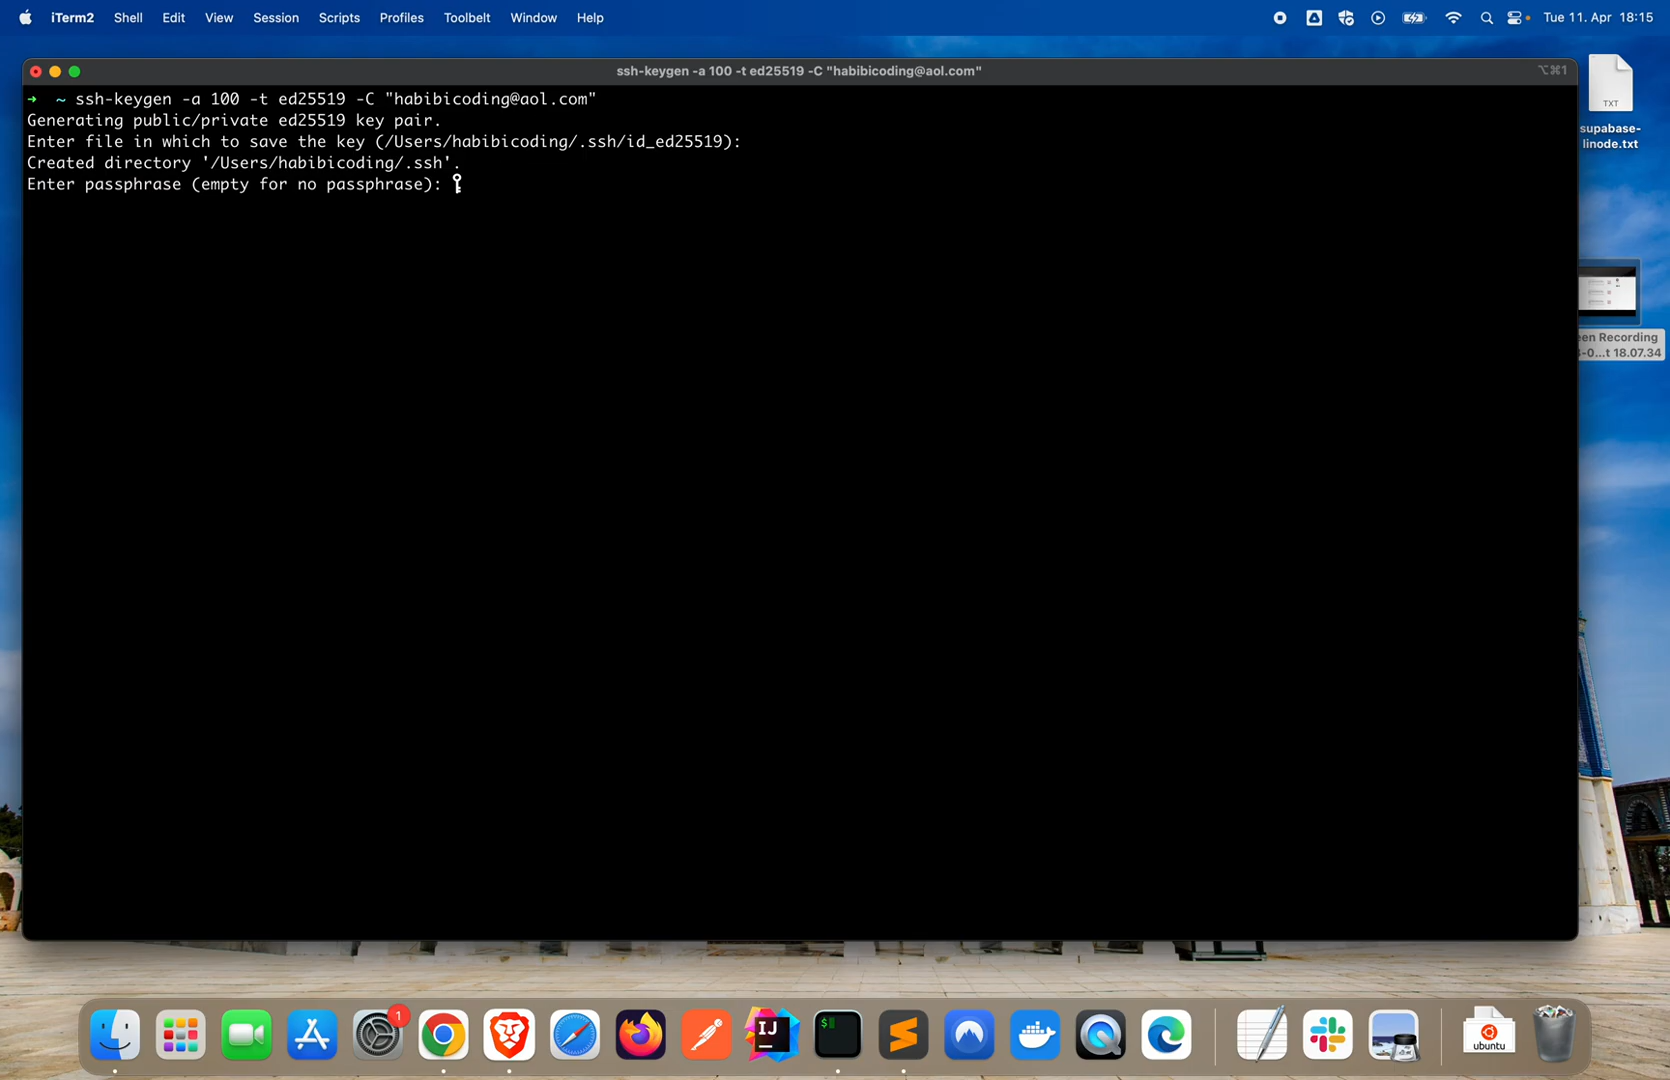 iTerm2 Shell Edit View Session Scripts Profiles Toolbelt Window Help
Tue 11. Apr 18:15
ssh-keygen -a 100 -t ed25519 -C "habibicoding@aol.com"
⌥⌘1
➜ ~ ssh-keygen -a 100 -t ed25519 -C "habibicoding@aol.com"
Generating public/private ed25519 key pair.
Enter file in which to save the key (/Users/habibicoding/.ssh/id_ed25519):
Created directory '/Users/habibicoding/.ssh'.
Enter passphrase (empty for no passphrase):
TXT
supabase-
linode.txt
een Recording
-0...t 18.07.34
1
IJ
$
ubuntu